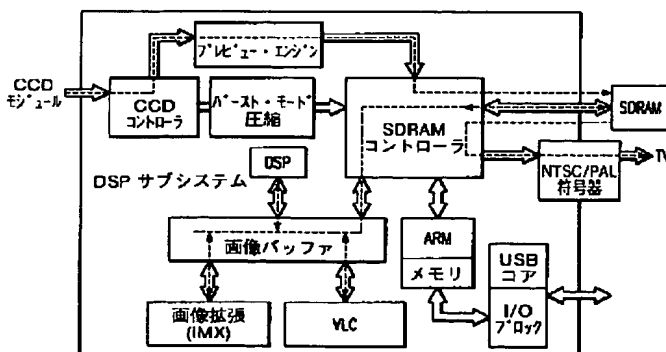 プレビュー・エンジン
CCD
モジュール
CCD
コントローラ
バースト・モード
圧縮
SDRAM
コントローラ
SDRAM
TV
NTSC/PAL
符号器
DSP
DSP サブシステム
画像バッファ
ARM
メモリ
USB
コア
I/O
ブロック
画像拡張
(IMX)
VLC